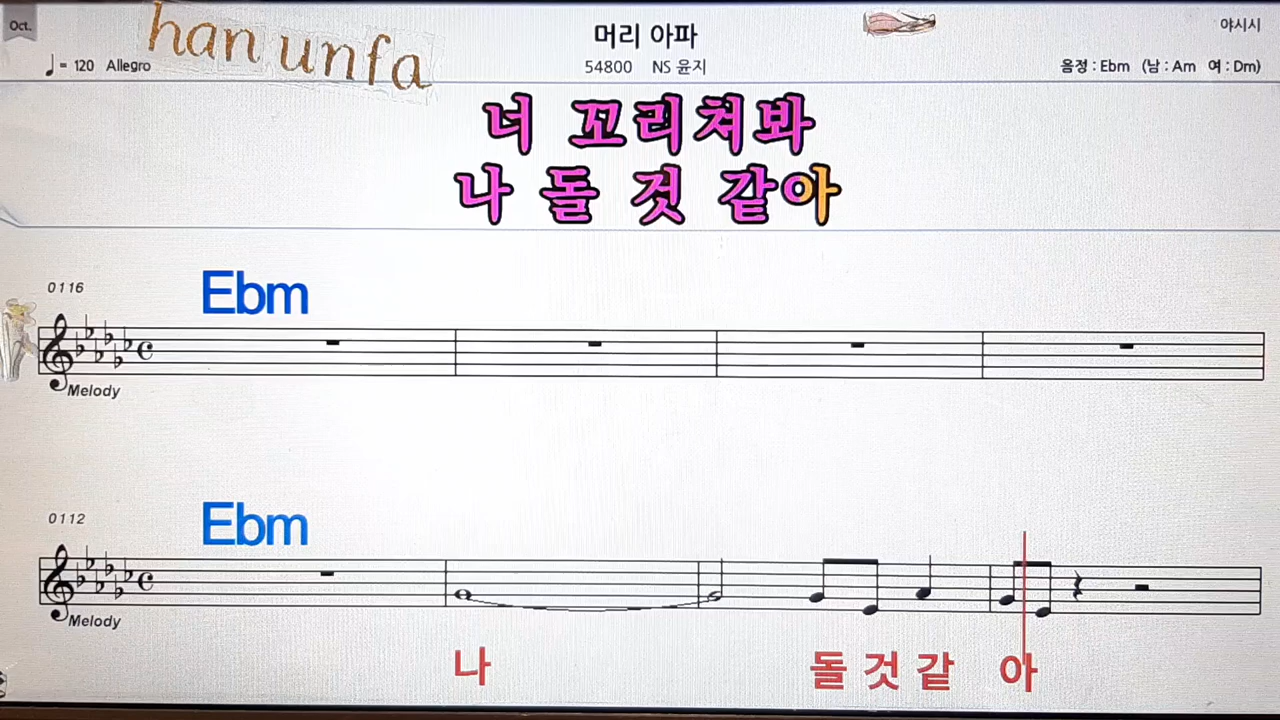 Oct.
han unfa
머리 아파
야시시
♩= 120 Allegro
54800 NS 윤지
음정 : Ebm (남 : Am 여 : Dm)
너 꼬리쳐봐
나 돌 것 같아
0116
Ebm
Melody
0112
Ebm
Melody
나 돌 것 같 아